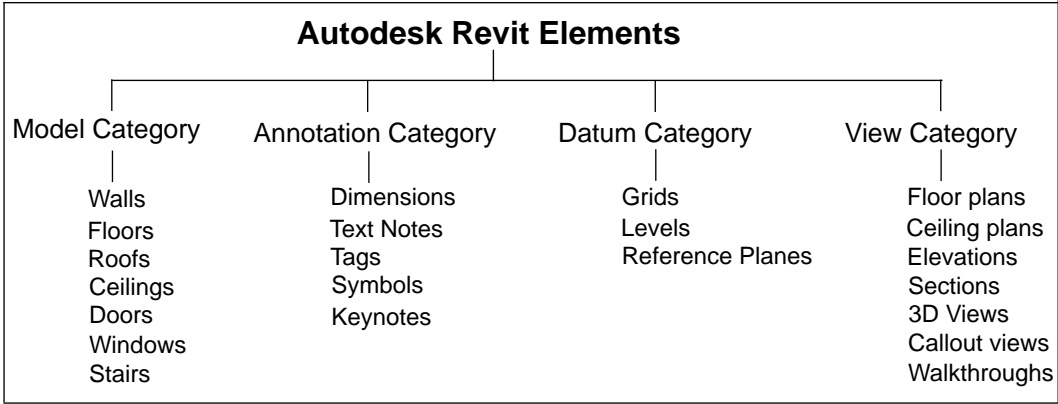 Autodesk Revit Elements
Model Category
Walls
Floors
Roofs
Ceilings
Doors
Windows
Stairs
Annotation Category
Dimensions
Text Notes
Tags
Symbols
Keynotes
Datum Category
Grids
Levels
Reference Planes
View Category
Floor plans
Ceiling plans
Elevations
Sections
3D Views
Callout views
Walkthroughs